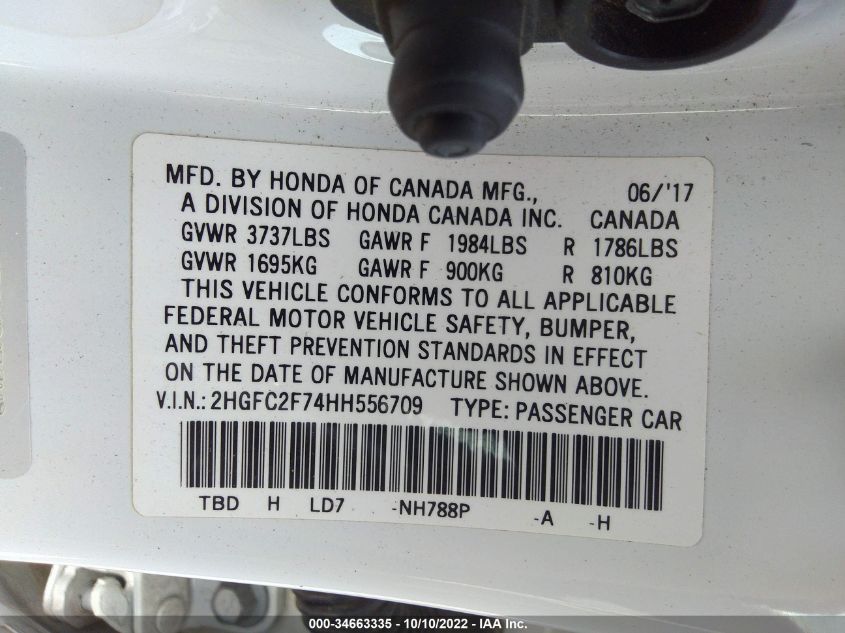 MFD. BY HONDA OF CANADA MFG., 06/'17
A DIVISION OF HONDA CANADA INC. CANADA
GVWR 3737LBS GAWR F 1984LBS R 1786LBS
GVWR 1695KG GAWR F 900KG R 810KG
THIS VEHICLE CONFORMS TO ALL APPLICABLE
FEDERAL MOTOR VEHICLE SAFETY, BUMPER,
AND THEFT PREVENTION STANDARDS IN EFFECT
ON THE DATE OF MANUFACTURE SHOWN ABOVE.
V.I.N.: 2HGFC2F74HH556709 TYPE: PASSENGER CAR
TBD H LD7 -NH788P -A -H
000-34663335 - 10/10/2022 - IAA Inc.